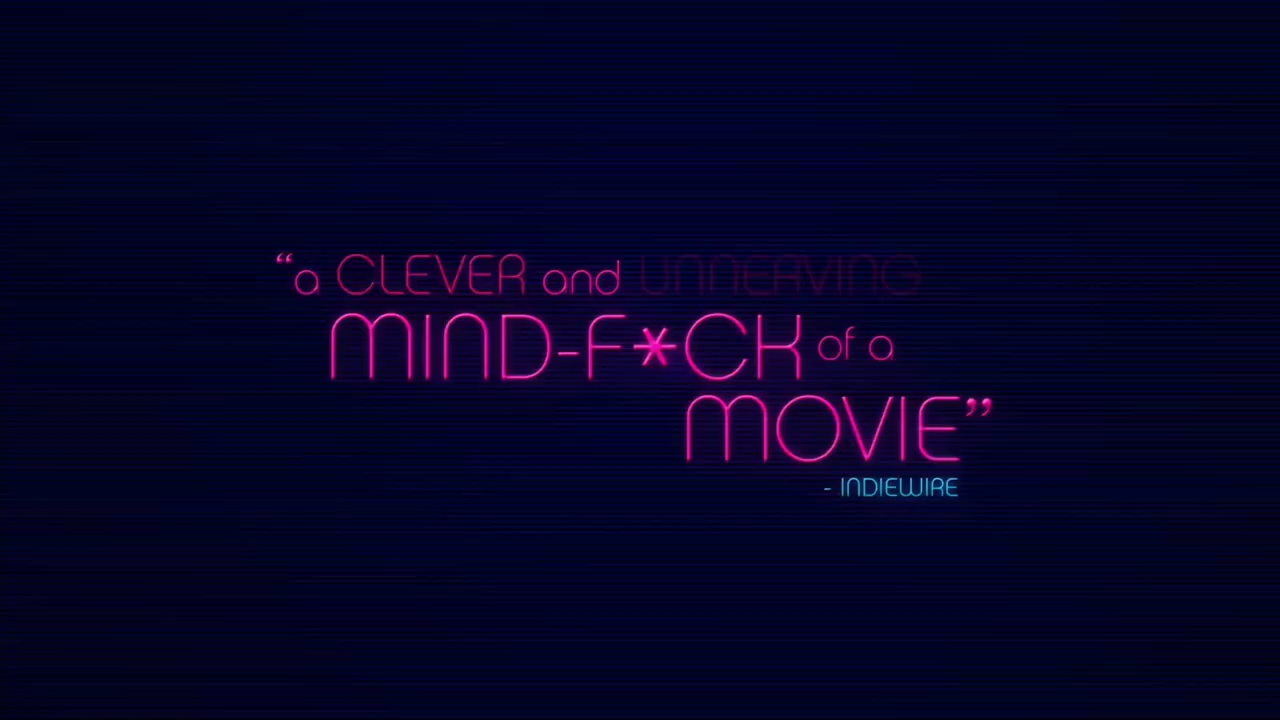 “a CLEVER and UNNERVING
MIND-F*CK of a
MOVIE”
- INDIEWIRE